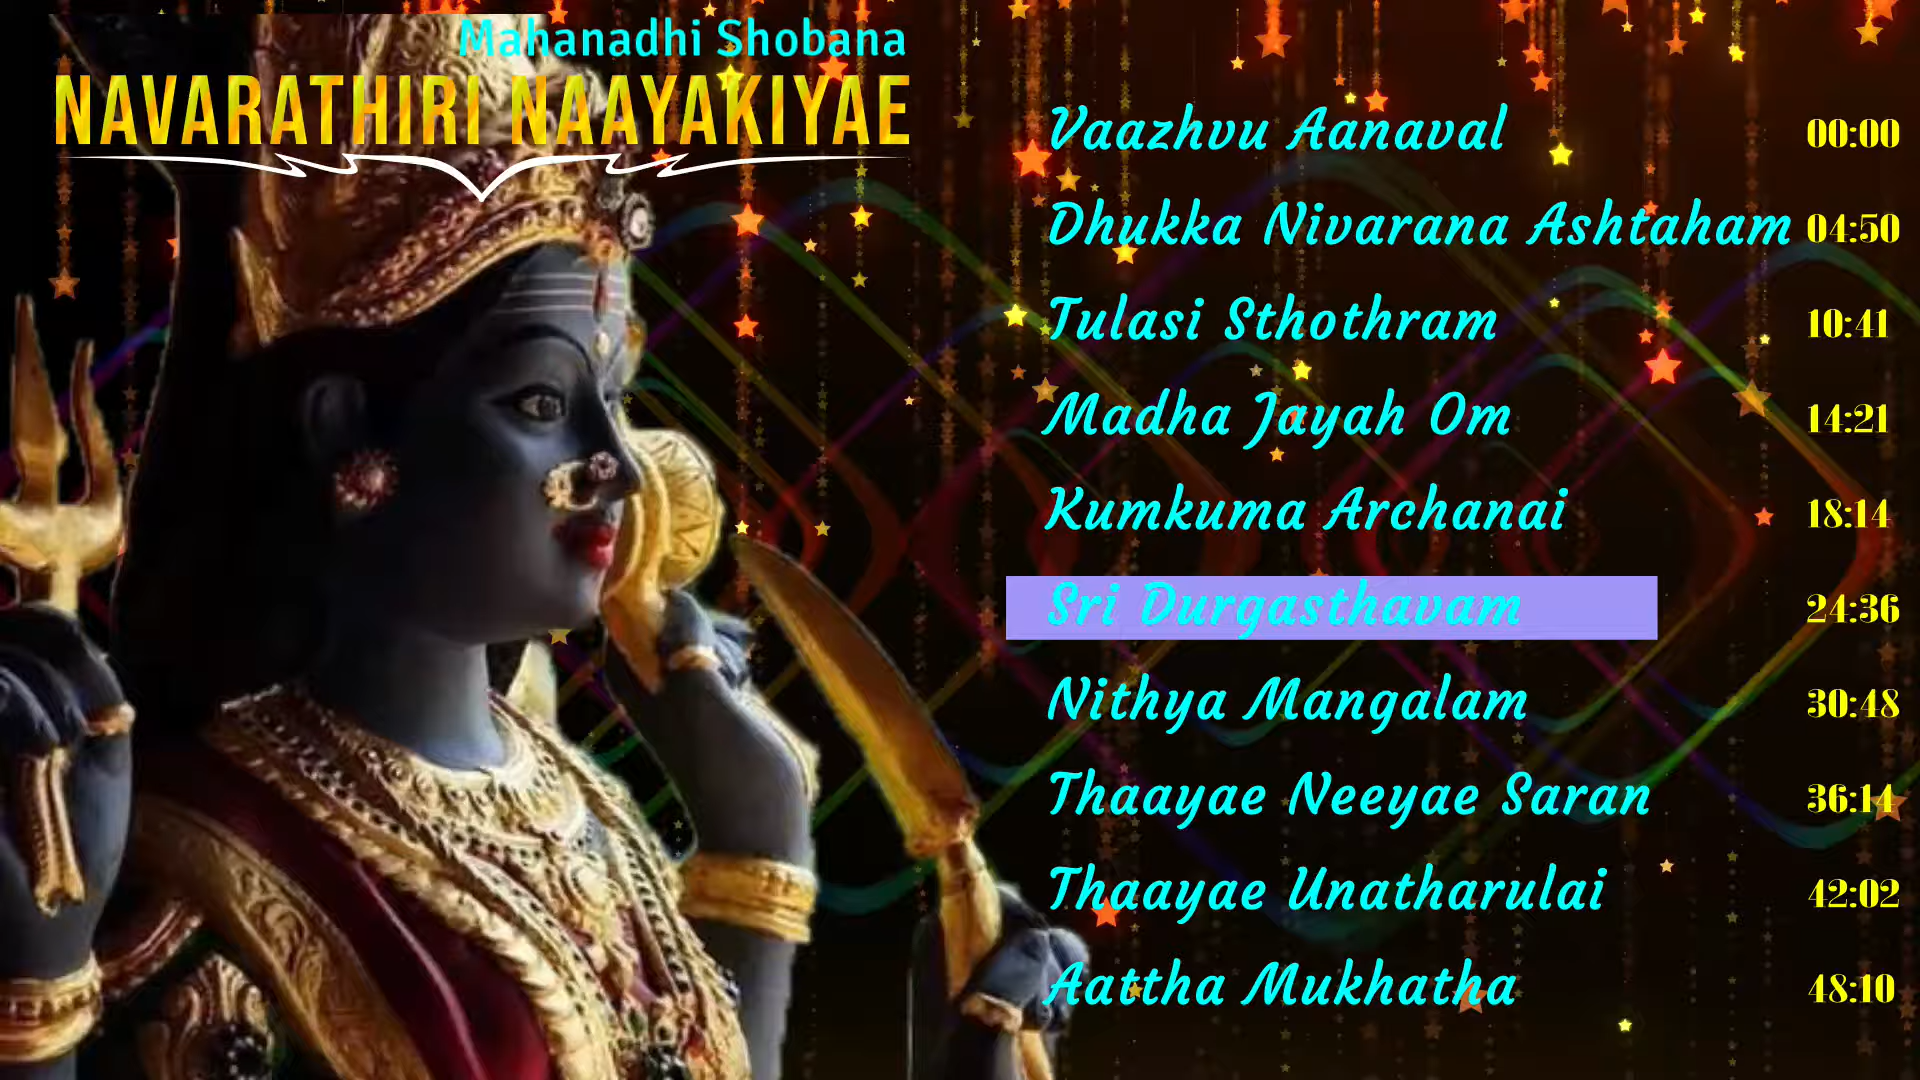 Mahanadhi Shobana
NAVARATHIRI NAAYAKIYAE
Vaazhvu Aanaval 00:00
Dhukka Nivarana Ashtaham 04:50
Tulasi Sthothram 10:41
Madha Jayah Om 14:21
Kumkuma Archanai 18:14
Sri Durgasthavam 24:36
Nithya Mangalam 30:48
Thaayae Neeyae Saran 36:14
Thaayae Unatharulai 42:02
Aattha Mukhatha 48:10